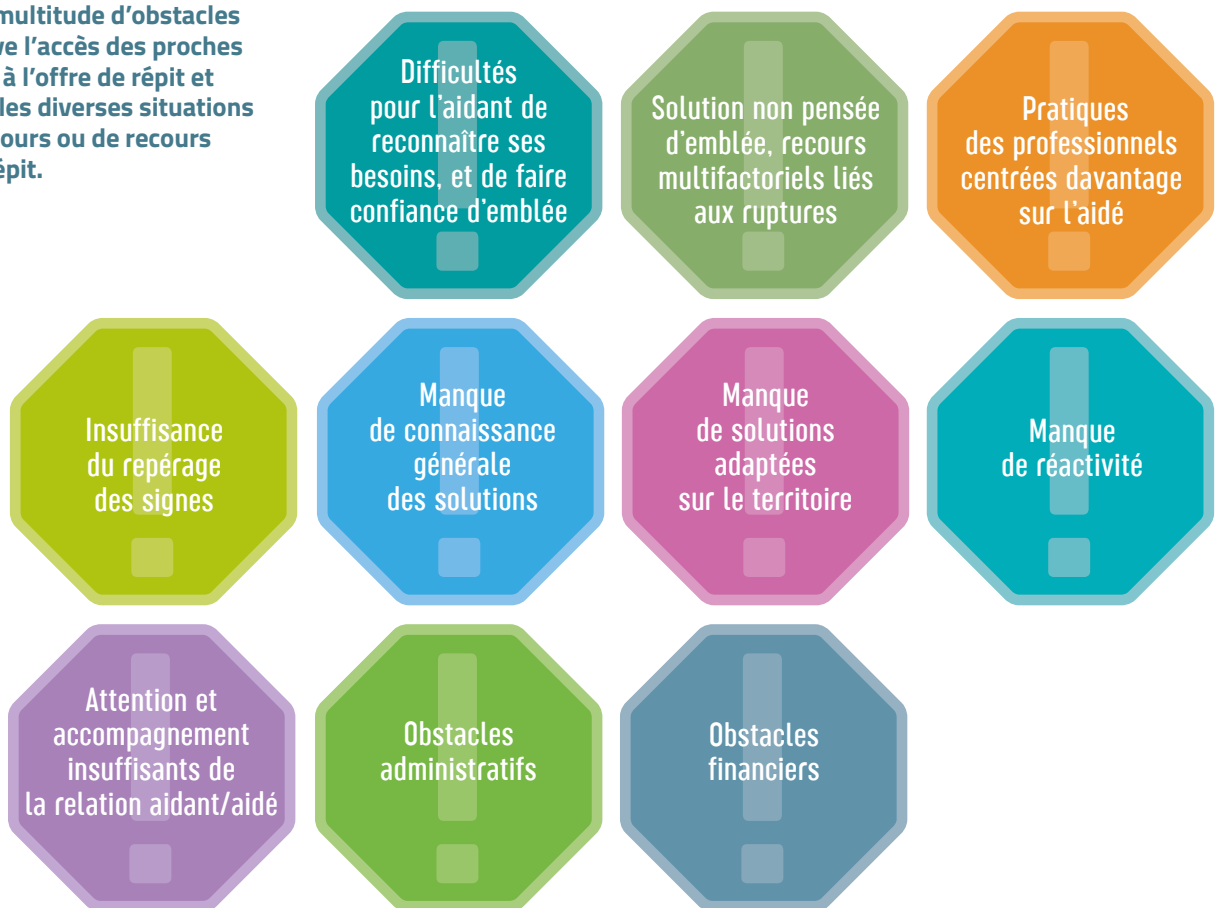 multitude d'obstacles
ve l'accès des proches
à l'offre de répit et
les diverses situations
ours ou de recours
épit.
Difficultés
pour l'aidant de
reconnaître ses
besoins, et de faire
confiance d'emblée
Solution non pensée
d'emblée, recours
multifactoriels liés
aux ruptures
Pratiques
des professionnels
centrées davantage
sur l'aidé
Insuffisance
du repérage
des signes
Manque
de connaissance
générale
des solutions
Manque
de solutions
adaptées
sur le territoire
Manque
de réactivité
Attention et
accompagnement
insuffisants de
la relation aidant/aidé
Obstacles
administratifs
Obstacles
financiers